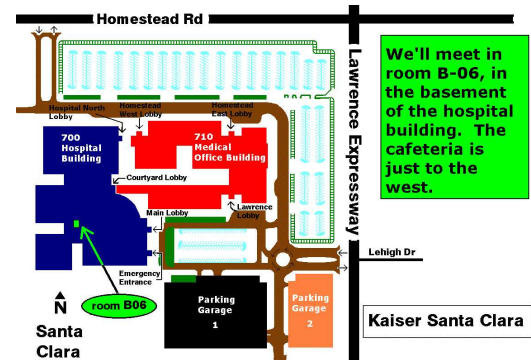 Homestead Rd
Hospital North
Lobby
Homestead
West Lobby
Homestead
East Lobby
700
Hospital
Building
710
Medical
Office Building
Courtyard Lobby
Main Lobby
Lawrence
Lobby
Emergency
Entrance
room B06
N
Santa
Clara
Parking
Garage
1
Parking
Garage
2
Lawrence Expressway
Lehigh Dr
Kaiser Santa Clara
We'll meet in
room B-06, in
the basement
of the hospital
building. The
cafeteria is
just to the
west.